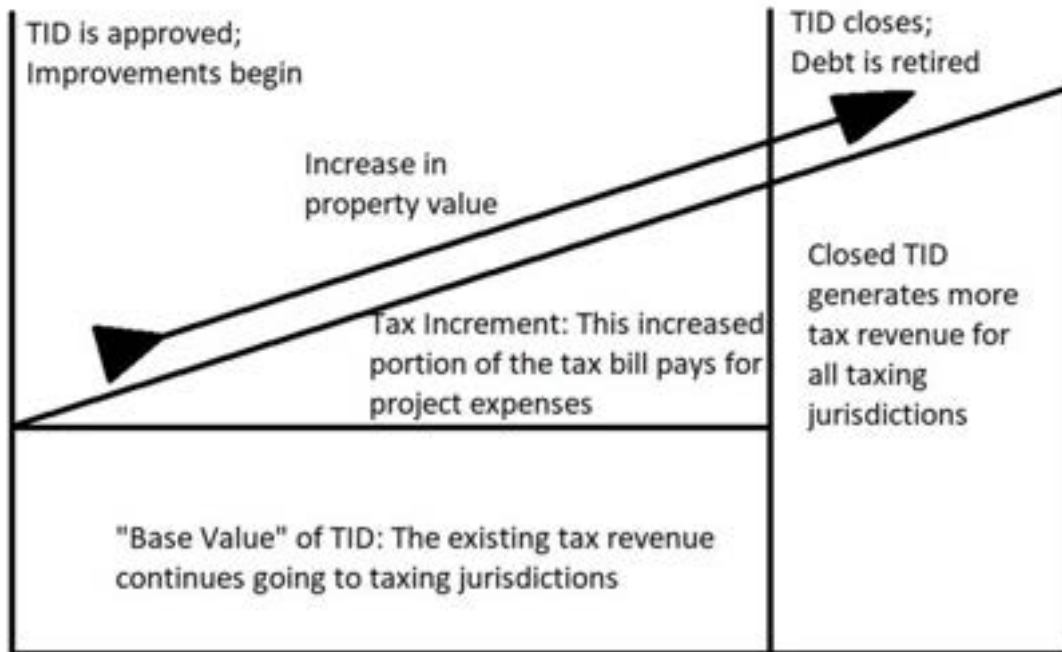 TID is approved;
Improvements begin
TID closes;
Debt is retired
Increase in
property value
Tax Increment: This increased
portion of the tax bill pays for
project expenses
Closed TID
generates more
tax revenue for
all taxing
jurisdictions
"Base Value" of TID: The existing tax revenue
continues going to taxing jurisdictions